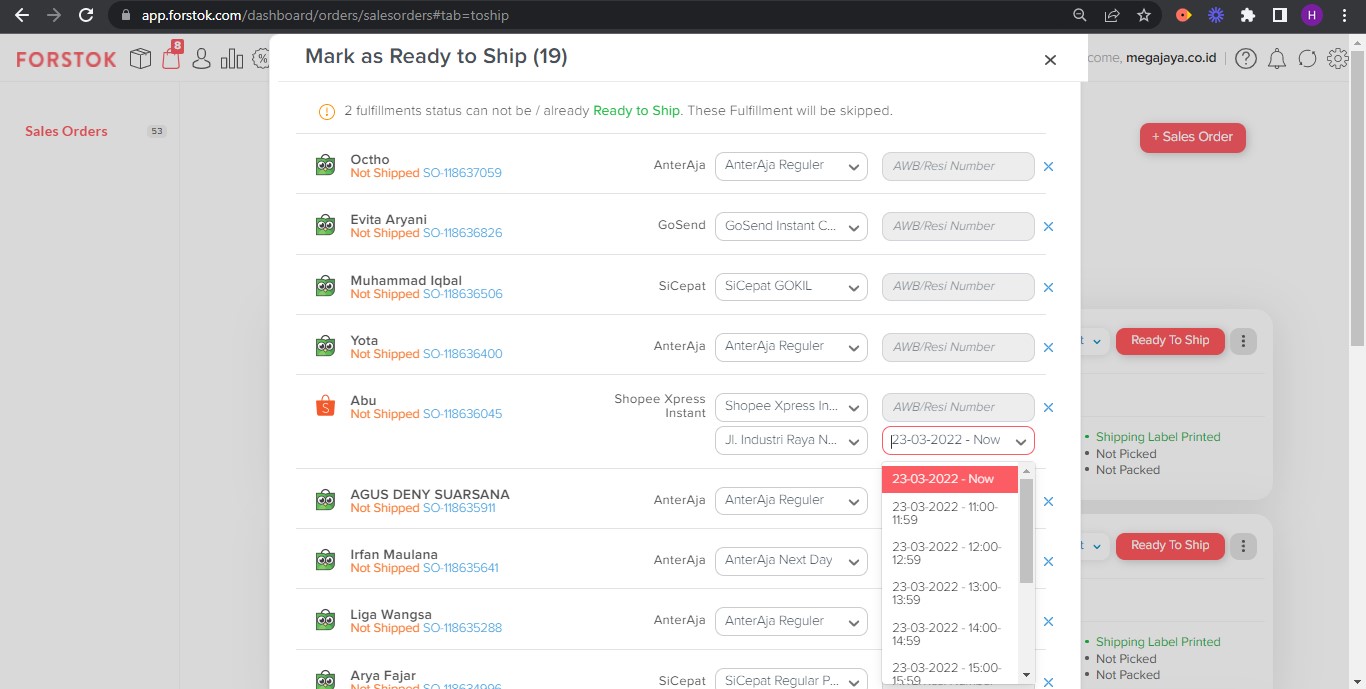 app.forstok.com/dashboard/orders/salesorders#tab=toship
H
FORSTOK
8
%
come, megajaya.co.id
Sales Orders
53
+ Sales Order
Mark as Ready to Ship (19)
2 fulfillments status can not be / already Ready to Ship. These Fulfillment will be skipped.
Octho
Not Shipped SO-118637059
AnterAja
AnterAja Reguler
AWB/Resi Number
Evita Aryani
Not Shipped SO-118636826
GoSend
GoSend Instant C...
AWB/Resi Number
Muhammad Iqbal
Not Shipped SO-118636506
SiCepat
SiCepat GOKIL
AWB/Resi Number
Yota
Not Shipped SO-118636400
AnterAja
AnterAja Reguler
AWB/Resi Number
Abu
Not Shipped SO-118636045
Shopee Xpress
Instant
Shopee Xpress In...
AWB/Resi Number
Jl. Industri Raya N...
23-03-2022 - Now
23-03-2022 - Now
23-03-2022 - 11:00-
11:59
23-03-2022 - 12:00-
12:59
23-03-2022 - 13:00-
13:59
23-03-2022 - 14:00-
14:59
23-03-2022 - 15:00-
15:59
AGUS DENY SUARSANA
Not Shipped SO-118635911
AnterAja
AnterAja Reguler
Irfan Maulana
Not Shipped SO-118635641
AnterAja
AnterAja Next Day
Liga Wangsa
Not Shipped SO-118635288
AnterAja
AnterAja Reguler
Arya Fajar
Not Shipped SO-118634996
SiCepat
SiCepat Regular P...
t
Ready To Ship
Shipping Label Printed
Not Picked
Not Packed
t
Ready To Ship
Shipping Label Printed
Not Picked
Not Packed